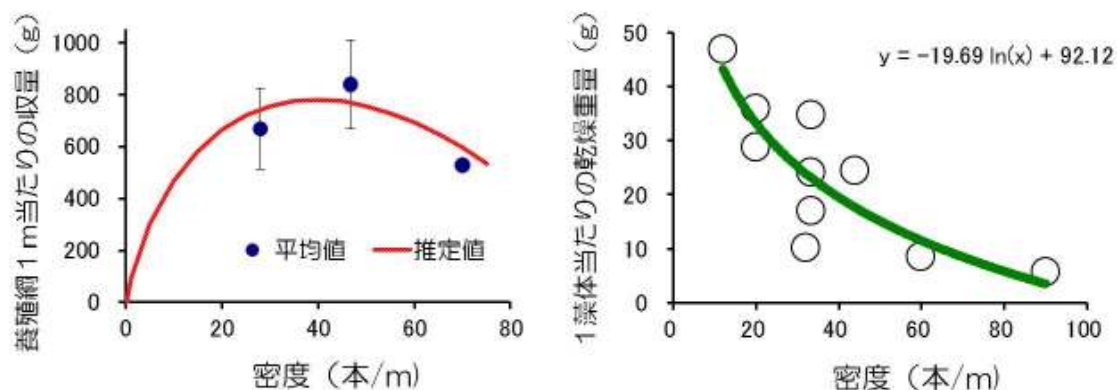 養殖綱1m当たりの収量(g)
1000
800
600
400
200
0
0 20 40 60 80
● 平均値 ― 推定値
密度(本/m)
1藻体当たりの乾燥重量(g)
50
40
30
20
10
0
0 20 40 60 80 100
y = −19.69 ln(x) + 92.12
密度(本/m)